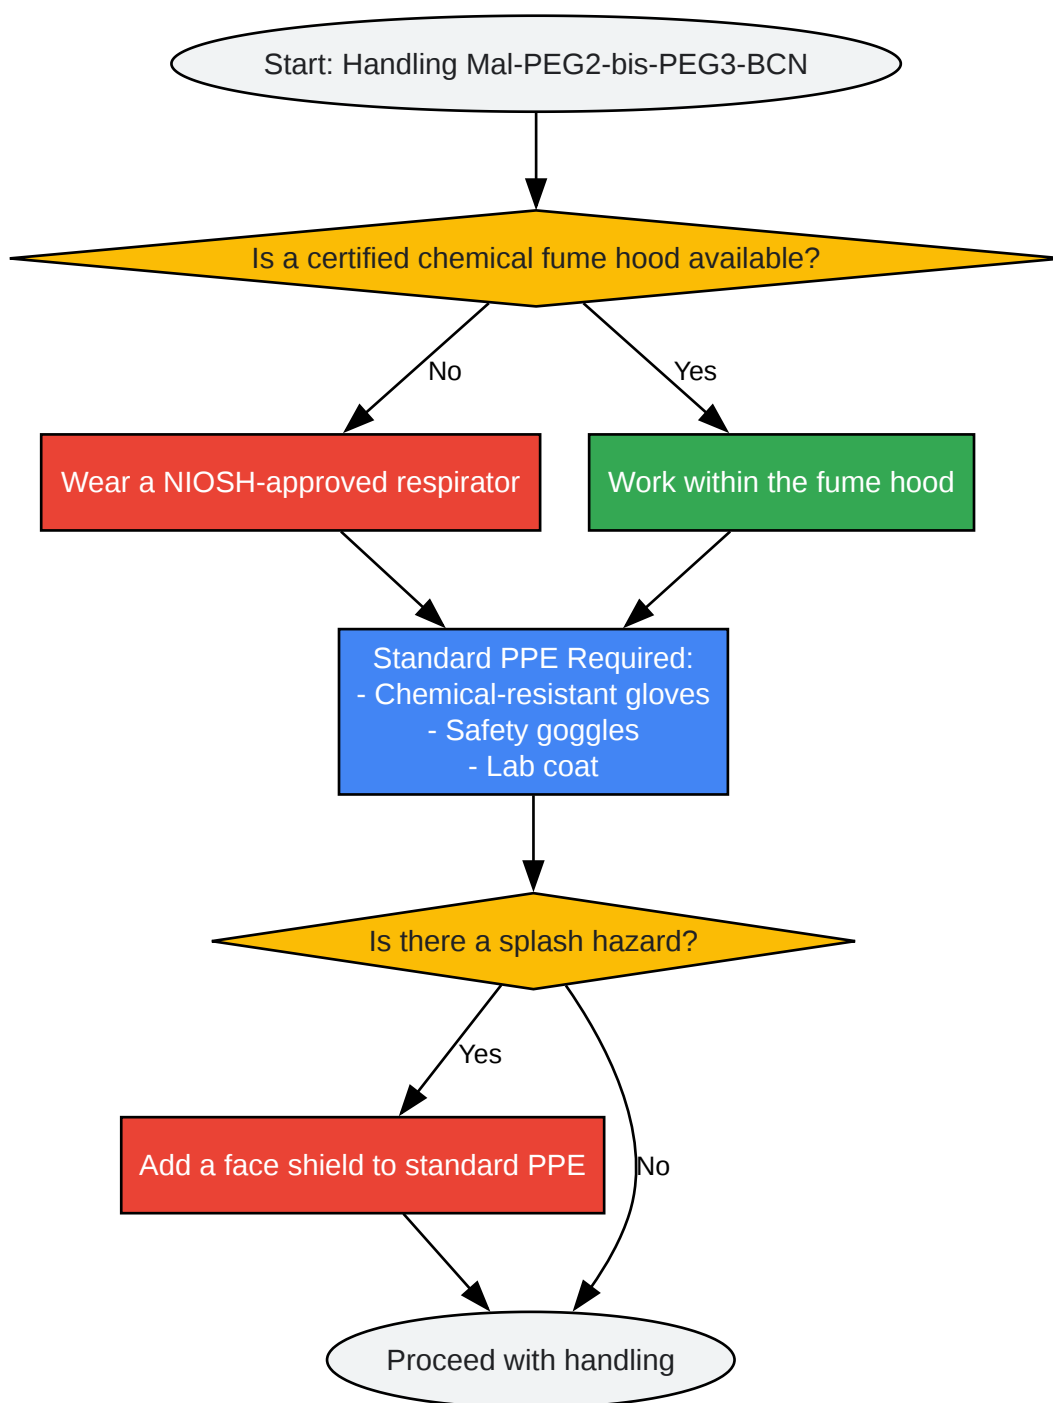 Start: Handling Mal-PEG2-bis-PEG3-BCN
Is a certified chemical fume hood available?
No
Yes
Wear a NIOSH-approved respirator
Work within the fume hood
Standard PPE Required:
- Chemical-resistant gloves
- Safety goggles
- Lab coat
Is there a splash hazard?
Yes
Add a face shield to standard PPE
No
Proceed with handling